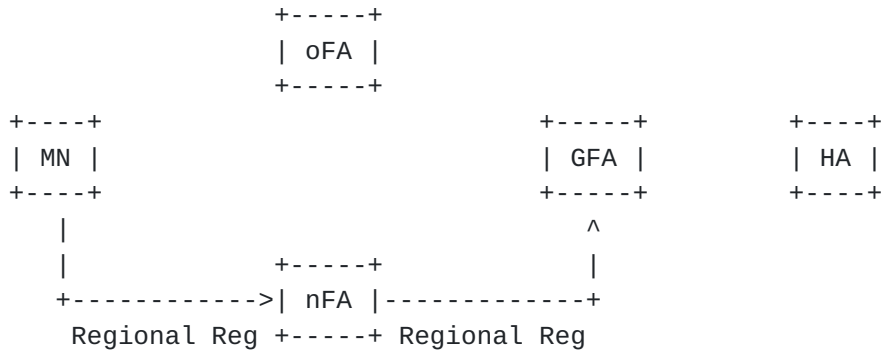 +-----+
                | oFA |
                +-----+
+----+                          +-----+        +----+
| MN |                          | GFA |        | HA |
+----+                          +-----+        +----+
   |                               ^
   |            +-----+            |
   +------------>| nFA |-------------+
    Regional Reg +-----+ Regional Reg